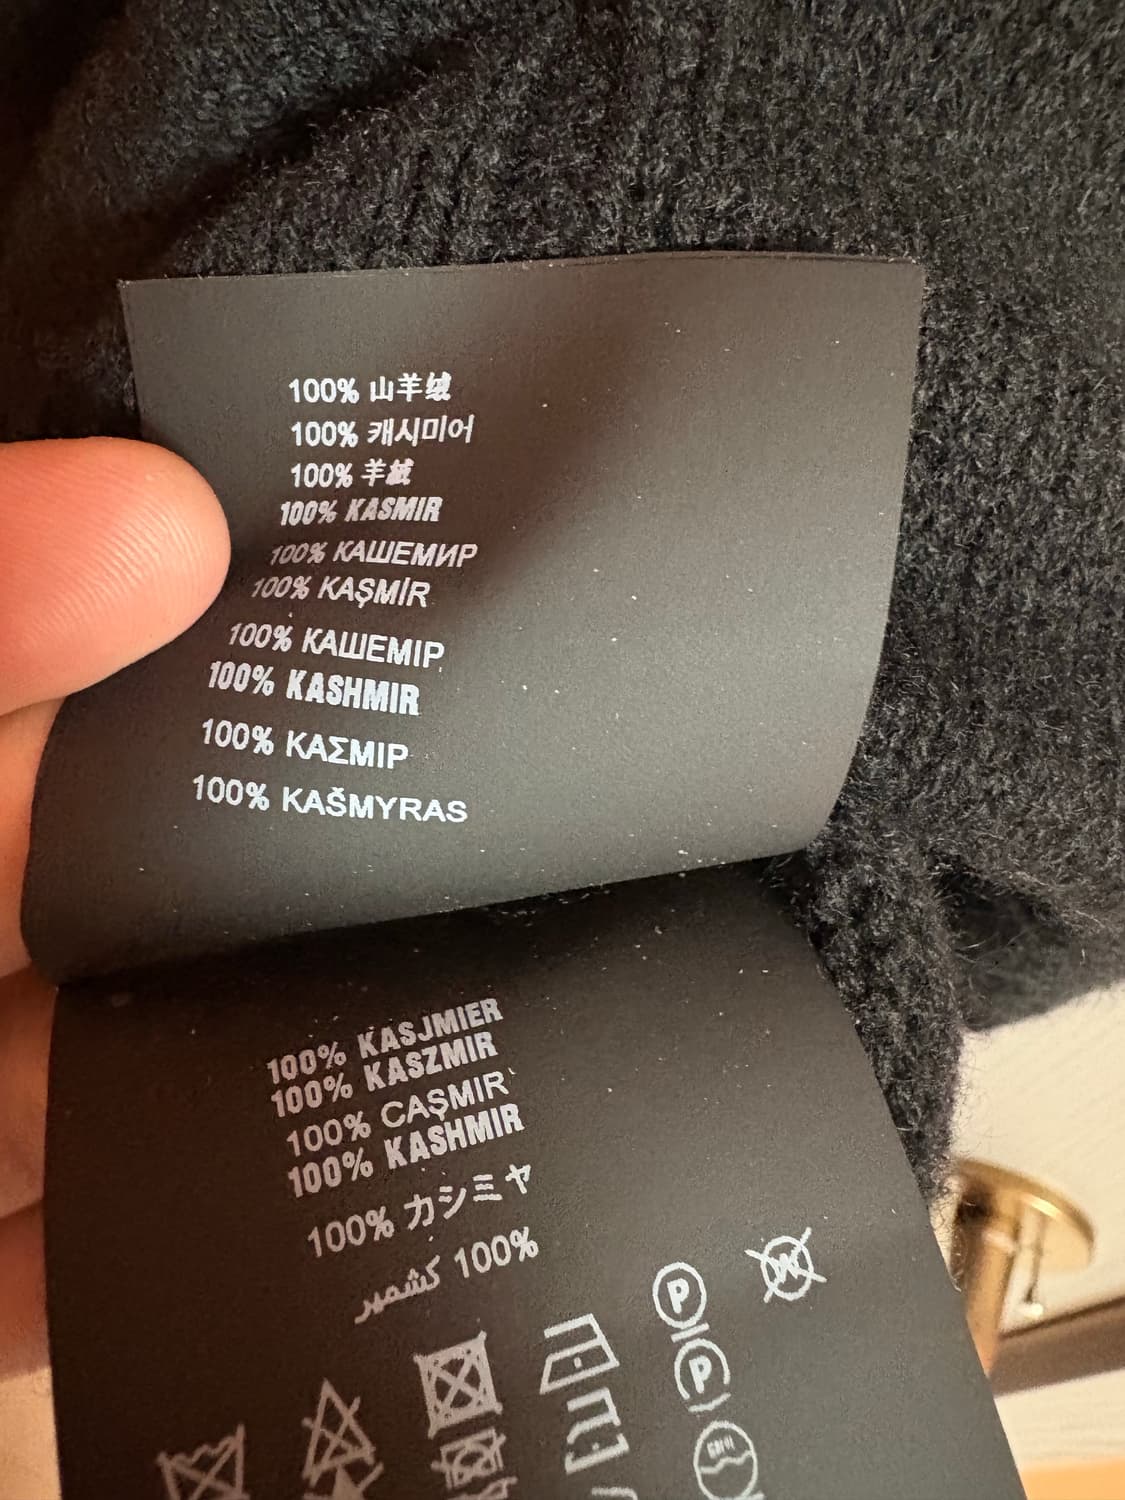 100% 山羊绒
100% 캐시미어
100% 羊絨
100% KASMIR
100% КАШЕМИР
100% KAŞMİR
100% КАШЕМІР
100% KASHMIR
100% ΚΑΣΜΙΡ
100% KAŠMYRAS
100% KASJMIER
100% KASZMIR
100% CAŞMIR
100% KASHMIR
100% カシミヤ
100% كشمير
P
W
P